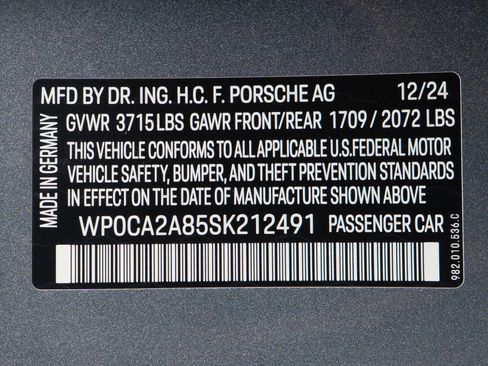 MFD BY DR. ING. H.C. F. PORSCHE AG 12/24
GVWR 3715 LBS GAWR FRONT/REAR 1709 / 2072 LBS
THIS VEHICLE CONFORMS TO ALL APPLICABLE U.S.FEDERAL MOTOR
VEHICLE SAFETY, BUMPER, AND THEFT PREVENTION STANDARDS
IN EFFECT ON THE DATE OF MANUFACTURE SHOWN ABOVE
WP0CA2A85SK212491 PASSENGER CAR
MADE IN GERMANY
982.010.536.C